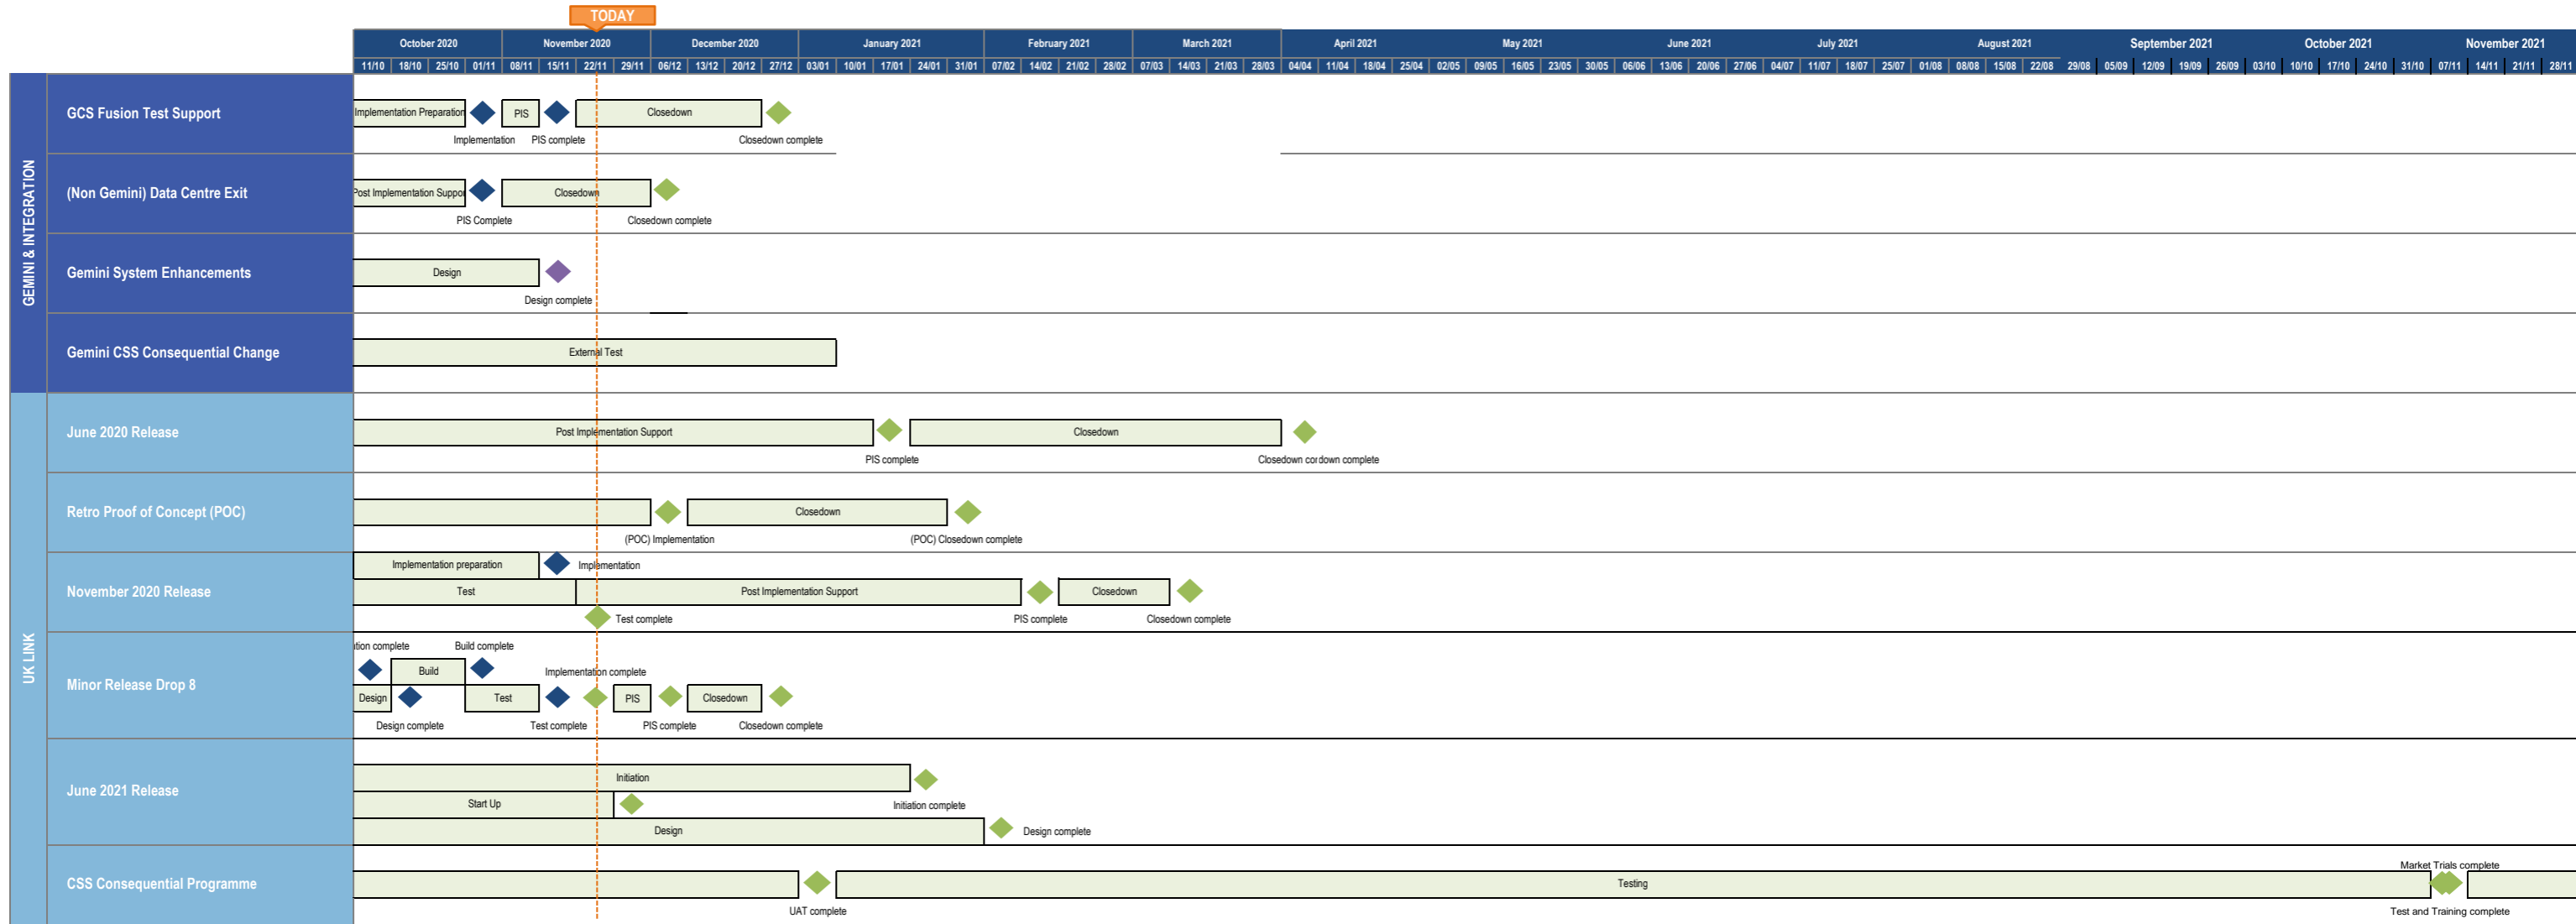 TODAY
October 2020 November 2020 December 2020 January 2021 February 2021 March 2021 April 2021 May 2021 June 2021 July 2021 August 2021 September 2021 October 2021 November 2021
11/10 18/10 25/10 01/11 08/11 15/11 22/11 29/11 06/12 13/12 20/12 27/12 03/01 10/01 17/01 24/01 31/01 07/02 14/02 21/02 28/02 07/03 14/03 21/03 28/03 04/04 11/04 18/04 25/04 02/05 09/05 16/05 23/05 30/05 06/06 13/06 20/06 27/06 04/07 11/07 18/07 25/07 01/08 08/08 15/08 22/08 29/08 05/09 12/09 19/09 26/09 03/10 10/10 17/10 24/10 31/10 07/11 14/11 21/11 28/11
GEMINI & INTEGRATION
GCS Fusion Test Support
Implementation Preparation PIS Closedown
Implementation PIS complete Closedown complete
(Non Gemini) Data Centre Exit
Post Implementation Suppor Closedown
PIS Complete Closedown complete
Gemini System Enhancements
Design
Design complete
Gemini CSS Consequential Change
External Test
UK LINK
June 2020 Release
Post Implementation Support Closedown
PIS complete Closedown cordown complete
Retro Proof of Concept (POC)
Closedown
(POC) Implementation (POC) Closedown complete
November 2020 Release
Implementation preparation Implementation
Test Post Implementation Support Closedown
Test complete PIS complete Closedown complete
Minor Release Drop 8
tion complete Build complete
Build Implementation complete
Design Test PIS Closedown
Design complete Test complete PIS complete Closedown complete
June 2021 Release
Initiation
Start Up Initiation complete
Design Design complete
CSS Consequential Programme
Market Trials complete
Testing
UAT complete Test and Training complete